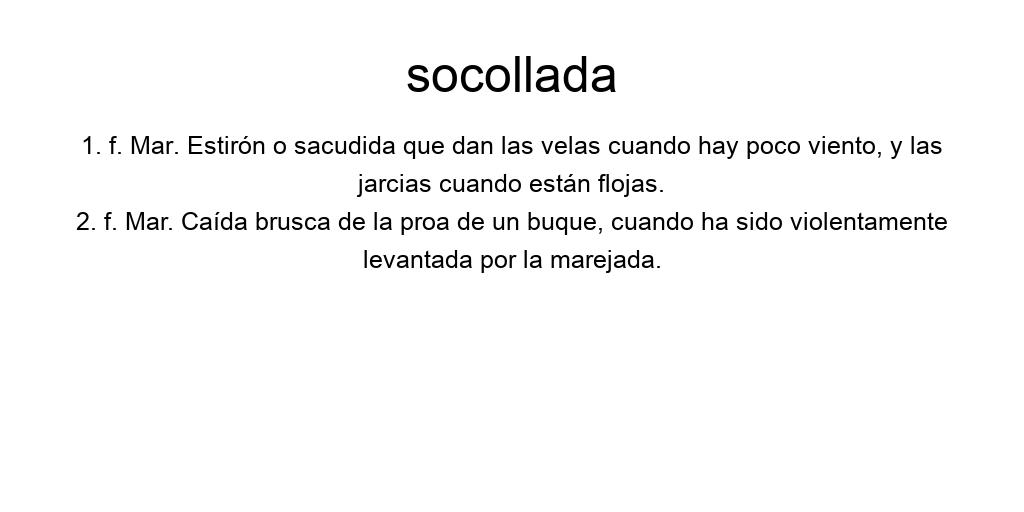 socollada
1. f. Mar. Estirón o sacudida que dan las velas cuando hay poco viento, y las
jarcias cuando están flojas.
2. f. Mar. Caída brusca de la proa de un buque, cuando ha sido violentamente
levantada por la marejada.